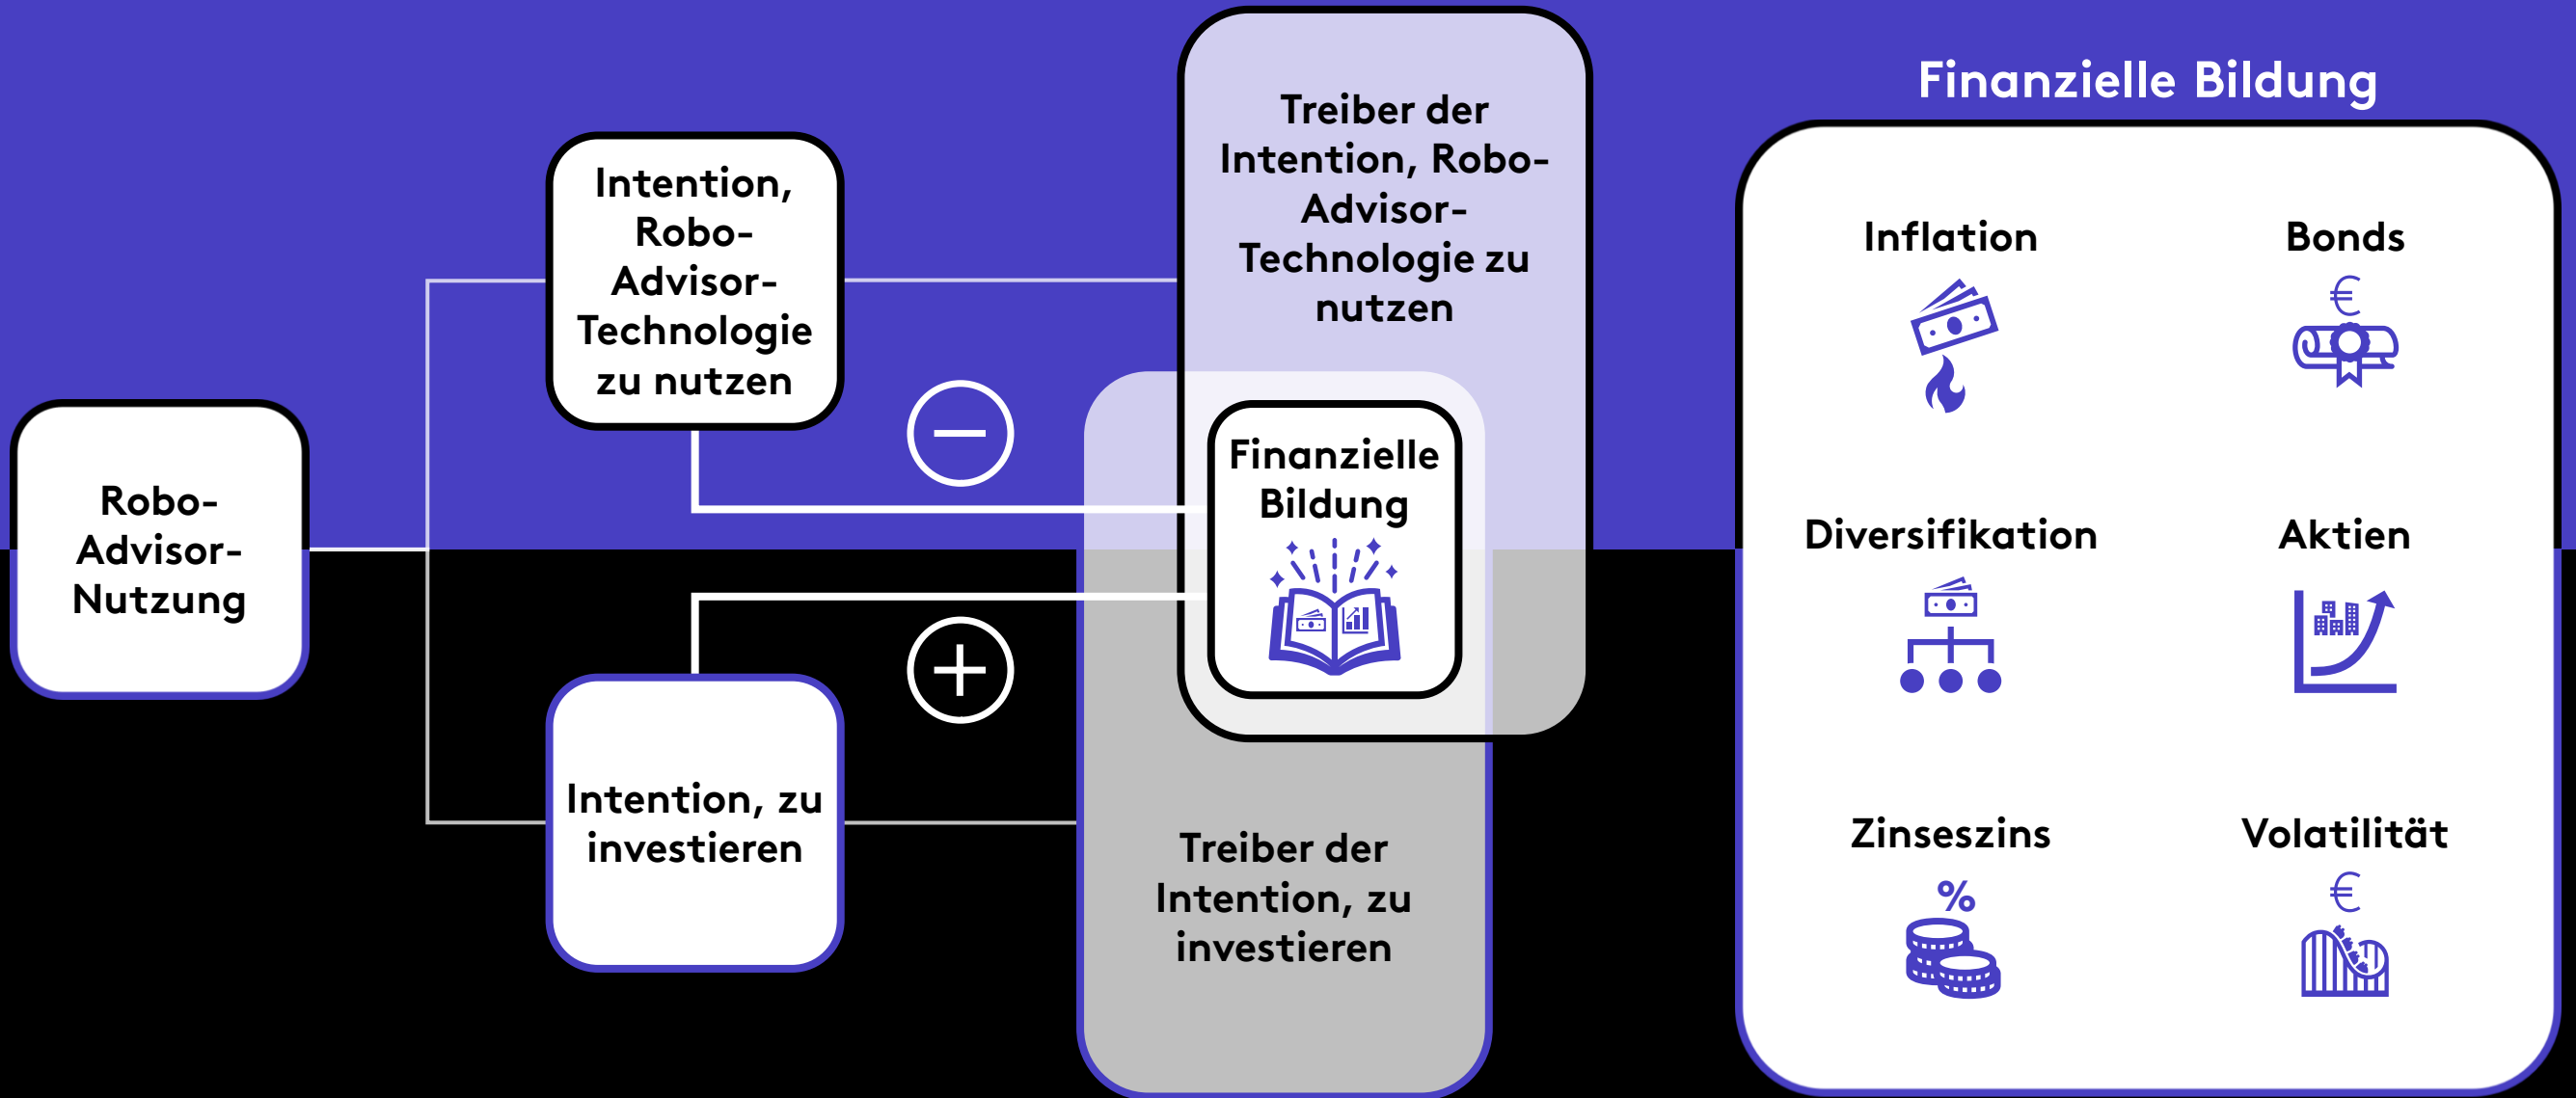 Robo-
Advisor-
Nutzung
Intention,
Robo-
Advisor-
Technologie
zu nutzen
−
+
Intention, zu
investieren
Treiber der
Intention, Robo-
Advisor-
Technologie zu
nutzen
Finanzielle
Bildung
Treiber der
Intention, zu
investieren
Finanzielle Bildung
Inflation
Bonds
€
Diversifikation
Aktien
Zinseszins
%
Volatilität
€